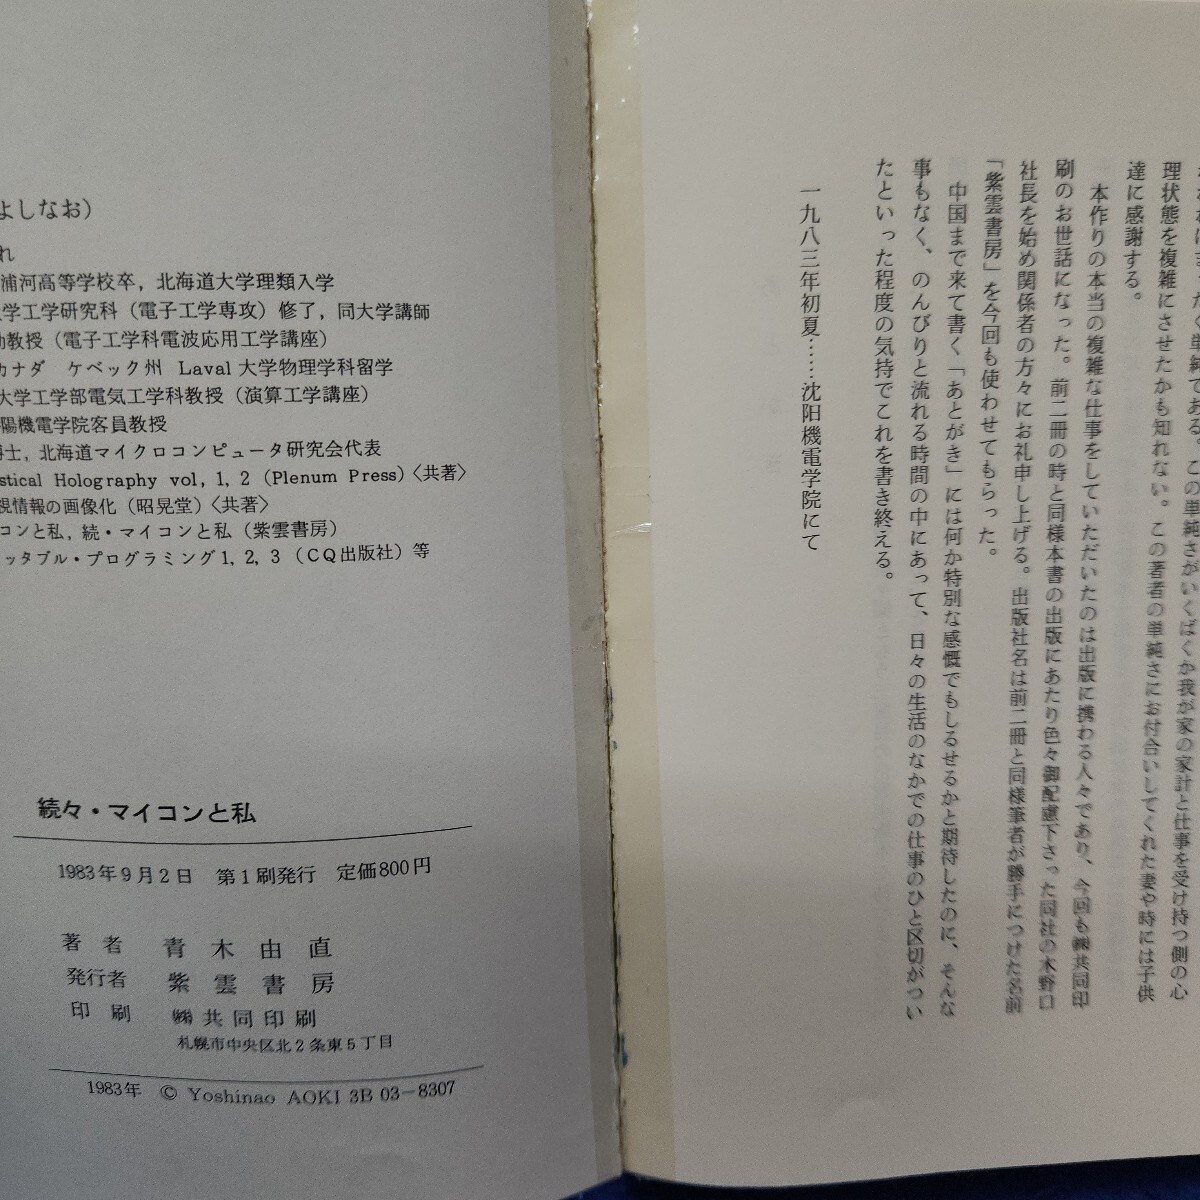 理状態を複雑にさせたかも知れない。この著者の単純さにお付合いしてくれた妻や時には子供
達に感謝する。
本作りの本当の複雑な仕事をしていただいたのは出版に携わる人々であり、今回も㈱共同印
刷のお世話になった。前二冊の時と同様本書の出版にあたり色々御配慮下さった同社の木野口
社長を始め関係者の方々にお礼申し上げる。出版社名は前二冊と同様筆者が勝手につけた名前
「紫雲書房」を今回も使わせてもらった。
中国まで来て書く「あとがき」には何か特別な感慨でもしるせるかと期待したのに、そんな
事もなく、のんびりと流れる時間の中にあって、日々の生活のなかでの仕事のひと区切がつい
たといった程度の気持でこれを書き終える。
一九八三年初夏……沈阳機電学院にて
よしなお）
れ
浦河高等学校卒，北海道大学理類入学
学工学研究科（電子工学専攻）修了，同大学講師
教授（電子工学科電波応用工学講座）
カナダ ケベック州 Laval 大学物理学科留学
大学工学部電気工学科教授（演算工学講座）
陽機電学院客員教授
博士，北海道マイクロコンピュータ研究会代表
stical Holography vol, 1, 2 (Plenum Press)〈共著〉
視情報の画像化（昭晃堂）〈共著〉
コンと私，続・マイコンと私（紫雲書房）
ッタブル・プログラミング1, 2, 3（CQ出版社）等
続々・マイコンと私
1983年9月2日 第1刷発行 定価800円
著者 青木由直
発行者 紫雲書房
印刷 ㈱共同印刷
札幌市中央区北2条東5丁目
1983年 © Yoshinao AOKI 3B 03-8307